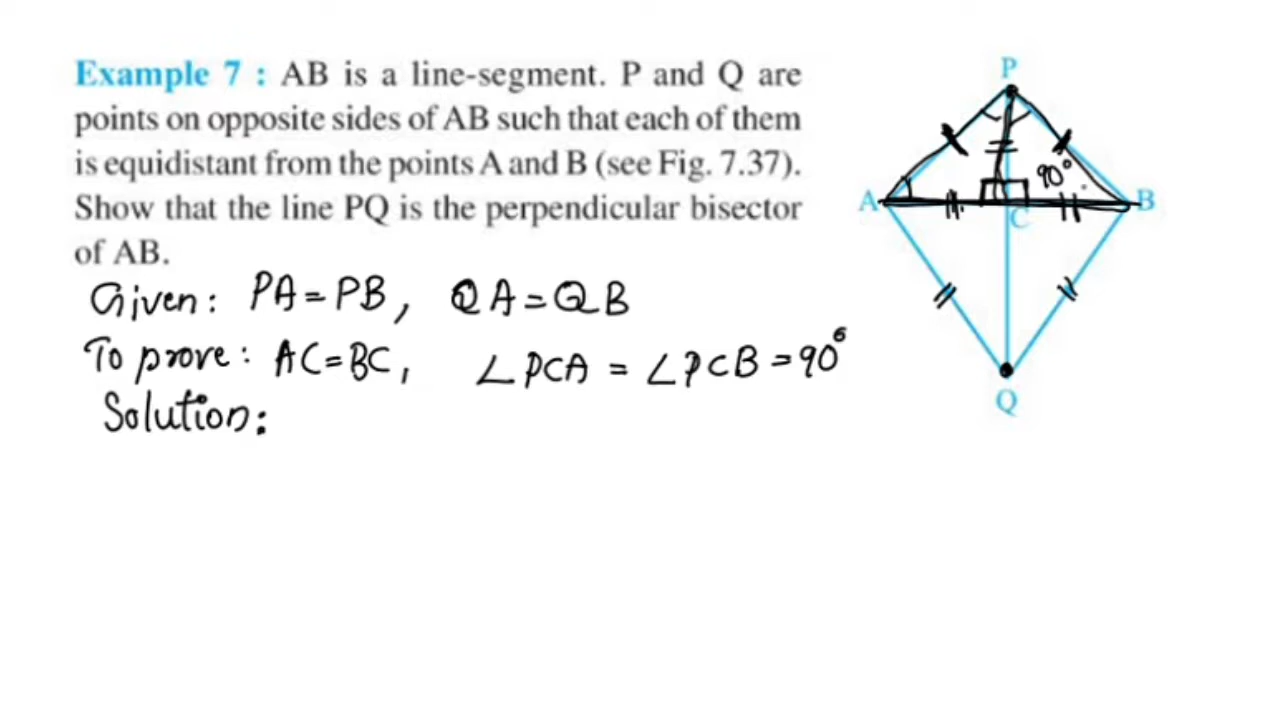 Example 7 : AB is a line-segment. P and Q are
points on opposite sides of AB such that each of them
is equidistant from the points A and B (see Fig. 7.37).
Show that the line PQ is the perpendicular bisector
of AB.
Given: PA = PB, QA = QB
To prove: AC = BC, ∠PCA = ∠PCB = 90°
Solution:
P
90°
A
B
C
Q